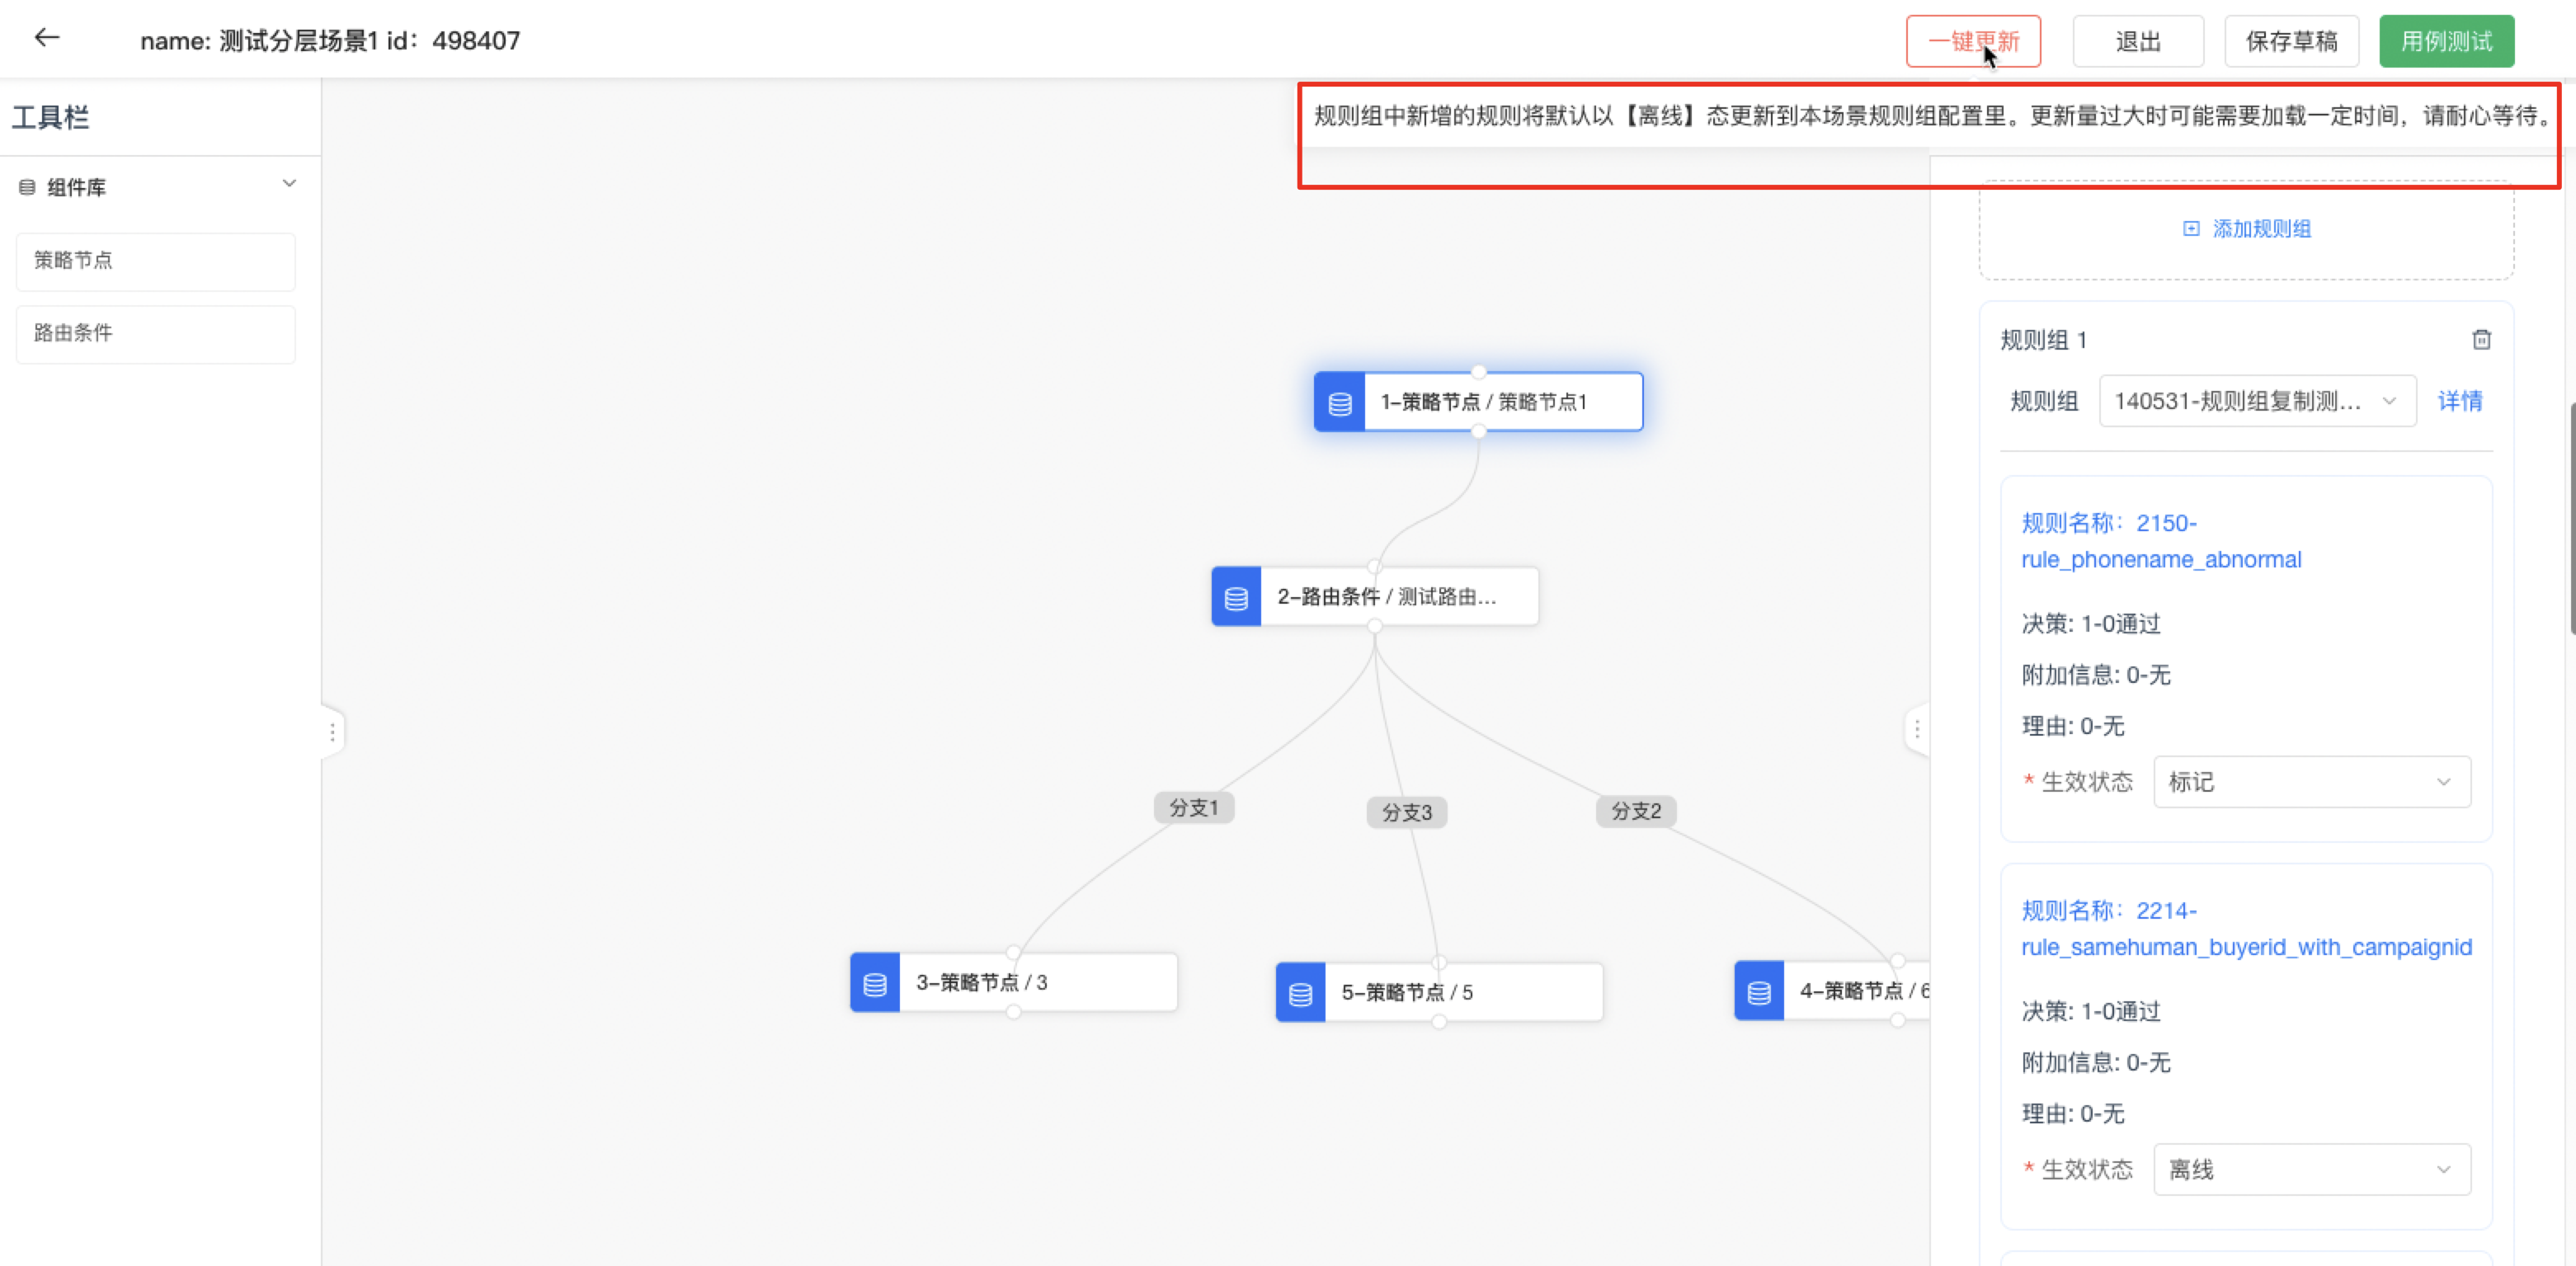 name: 测试分层场景1 id：498407
一键更新
退出
保存草稿
用例测试
规则组中新增的规则将默认以【离线】态更新到本场景规则组配置里。更新量过大时可能需要加载一定时间，请耐心等待。
工具栏
组件库
策略节点
路由条件
1-策略节点 / 策略节点1
2-路由条件 / 测试路由...
分支1
分支3
分支2
3-策略节点 / 3
5-策略节点 / 5
4-策略节点 / 6
添加规则组
规则组 1
规则组
140531-规则组复制测...
详情
规则名称：2150-
rule_phonename_abnormal
决策: 1-0通过
附加信息: 0-无
理由: 0-无
* 生效状态
标记
规则名称：2214-
rule_samehuman_buyerid_with_campaignid
决策: 1-0通过
附加信息: 0-无
理由: 0-无
* 生效状态
离线